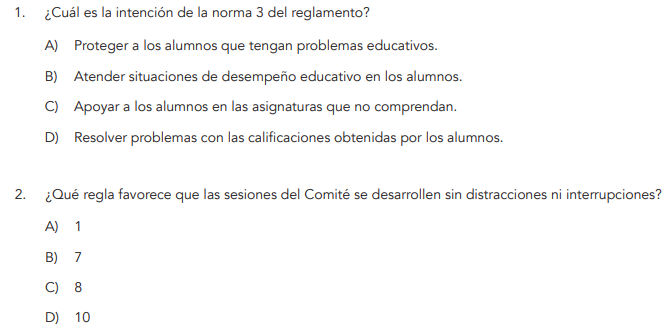 1. ¿Cuál es la intención de la norma 3 del reglamento?
A) Proteger a los alumnos que tengan problemas educativos.
B) Atender situaciones de desempeño educativo en los alumnos.
C) Apoyar a los alumnos en las asignaturas que no comprendan.
D) Resolver problemas con las calificaciones obtenidas por los alumnos.
2. ¿Qué regla favorece que las sesiones del Comité se desarrollen sin distracciones ni interrupciones?
A) 1
B) 7
C) 8
D) 10